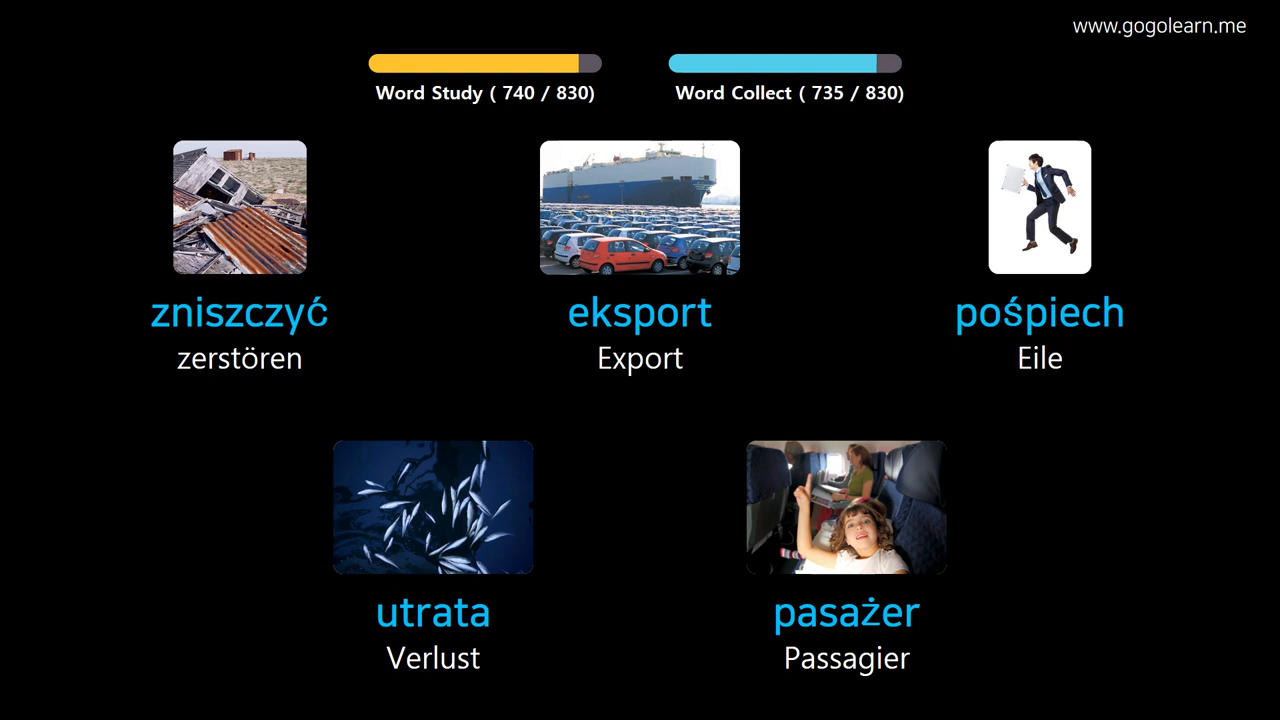 www.gogolearn.me
Word Study ( 740 / 830)
Word Collect ( 735 / 830)
zniszczyć
zerstören
eksport
Export
pośpiech
Eile
utrata
Verlust
pasażer
Passagier